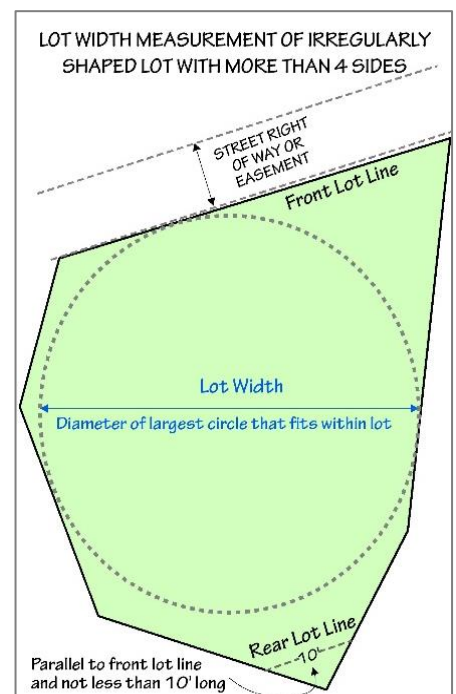 LOT WIDTH MEASUREMENT OF IRREGULARLY
SHAPED LOT WITH MORE THAN 4 SIDES
STREET RIGHT
OF WAY OR
EASEMENT
Front Lot Line
Lot Width
Diameter of largest circle that fits within lot
Rear Lot Line
10'
Parallel to front lot line
and not less than 10' long